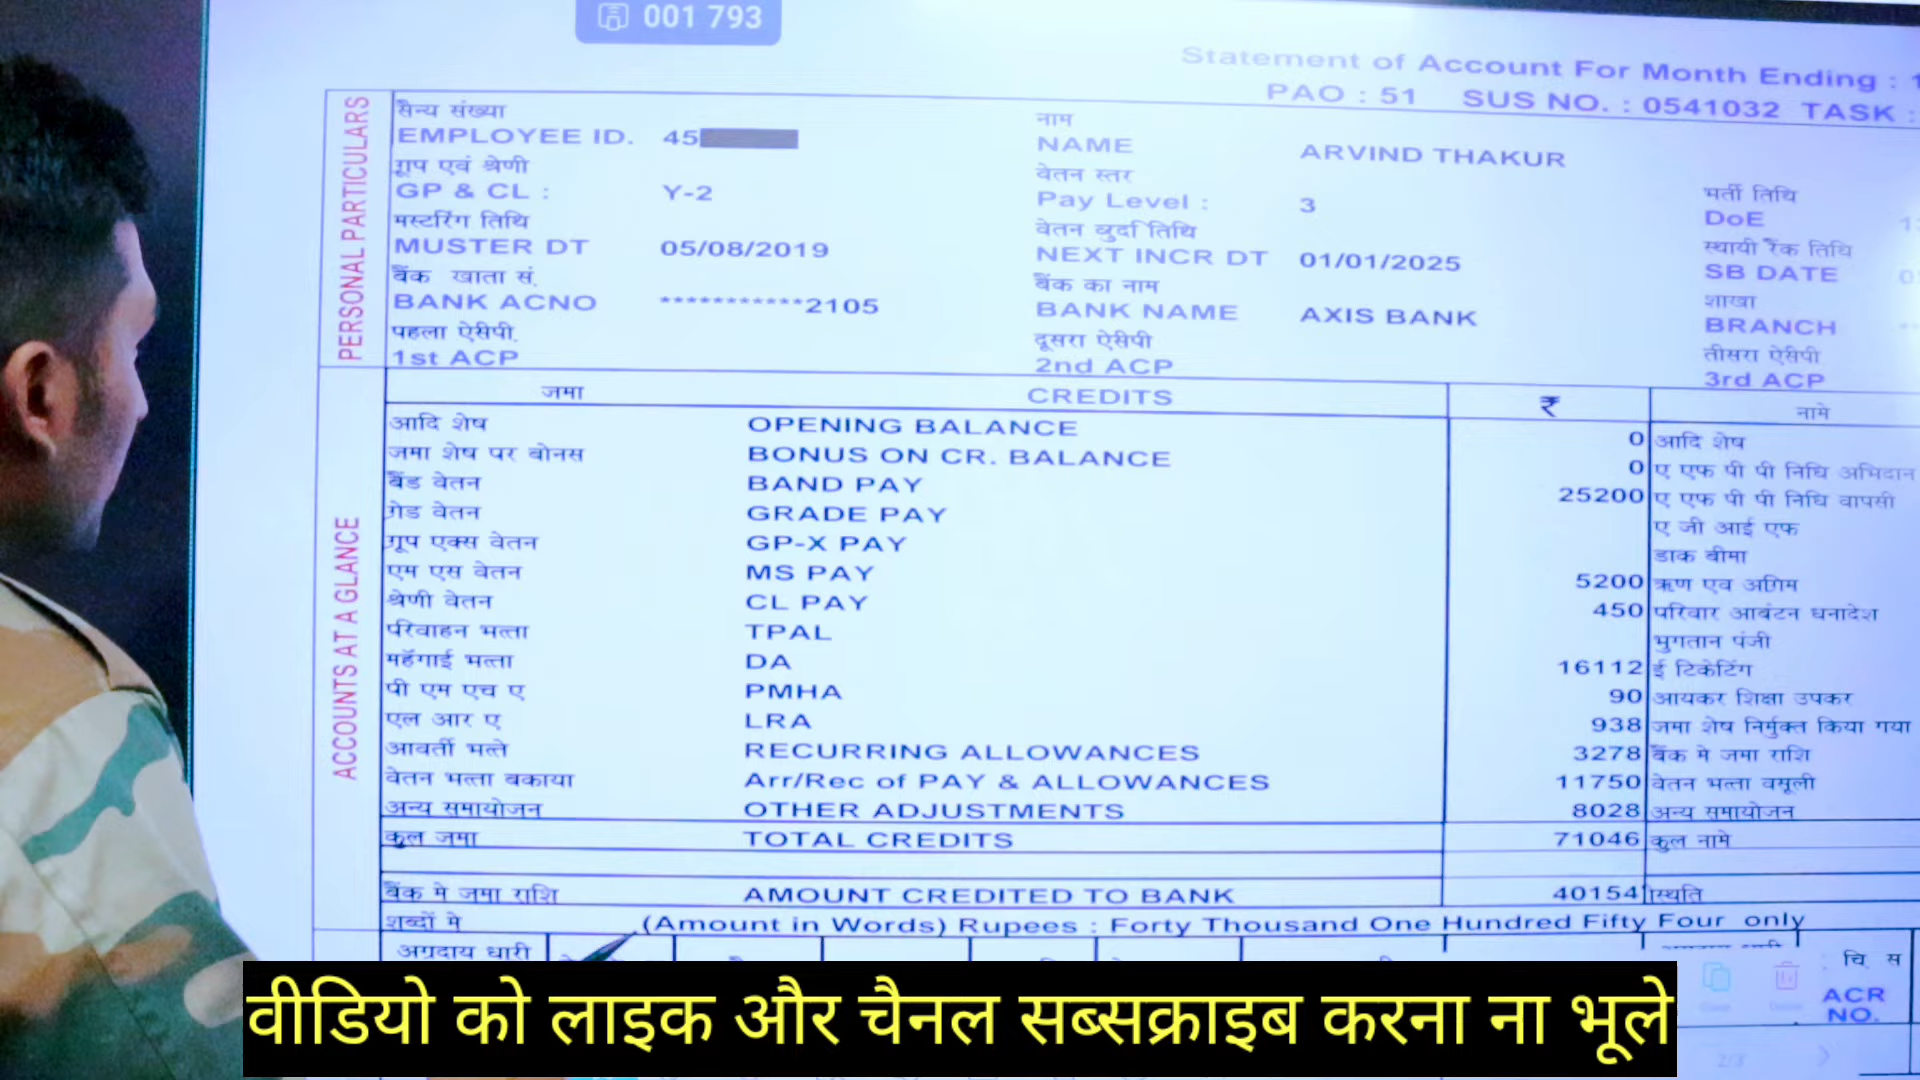 001 793
Statement of Account For Month Ending : 1
PAO : 51 SUS NO. : 0541032 TASK :
PERSONAL PARTICULARS
सैन्य संख्या
EMPLOYEE ID. 45
नाम
NAME ARVIND THAKUR
ग्रूप एवं श्रेणी
GP & CL : Y-2
वेतन स्तर
Pay Level : 3
भर्ती तिथि
DoE
मस्टरिंग तिथि
MUSTER DT 05/08/2019
वेतन तिथि
NEXT INCR DT 01/01/2025
स्थायी रैंक तिथि
SB DATE
बैंक खाता सं.
BANK ACNO ***********2105
बैंक का नाम
BANK NAME AXIS BANK
शाखा
BRANCH **
पहला ऐसीपी.
1st ACP
दूसरा ऐसीपी
2nd ACP
तीसरा ऐसीपी
3rd ACP
ACCOUNTS AT A GLANCE
जमा CREDITS ₹ नामे
आदि शेष OPENING BALANCE 0 आदि शेष
जमा शेष पर बोनस BONUS ON CR. BALANCE 0 ए एफ पी पी निधि अभिदान
बैंड वेतन BAND PAY 25200 ए एफ पी पी निधि वापसी
ग्रेड वेतन GRADE PAY ए जी आई एफ
ग्रूप एक्स वेतन GP-X PAY डाक बीमा
एम एस वेतन MS PAY 5200 ऋण एव अग्रिम
श्रेणी वेतन CL PAY 450 परिवार आबंटन धनादेश
परिवाहन भत्ता TPAL भुगतान पंजी
महँगाई भत्ता DA 16112 ई टिकेटिंग
पी एम एच ए PMHA 90 आयकर शिक्षा उपकर
एल आर ए LRA 938 जमा शेष निर्मुक्त किया गया
आवर्ती भत्ते RECURRING ALLOWANCES 3278 बैंक मे जमा राशि
वेतन भत्ता बकाया Arr/Rec of PAY & ALLOWANCES 11750 वेतन भत्ता वसूली
अन्य समायोजन OTHER ADJUSTMENTS 8028 अन्य समायोजन
कुल जमा TOTAL CREDITS 71046 कुल नामे
बैंक मे जमा राशि AMOUNT CREDITED TO BANK 40154 स्थिति
शब्दों मे (Amount in Words) Rupees : Forty Thousand One Hundred Fifty Four only
अग्रदाय धारी
चि स
ACR
NO.
2/3
वीडियो को लाइक और चैनल सब्सक्राइब करना ना भूले